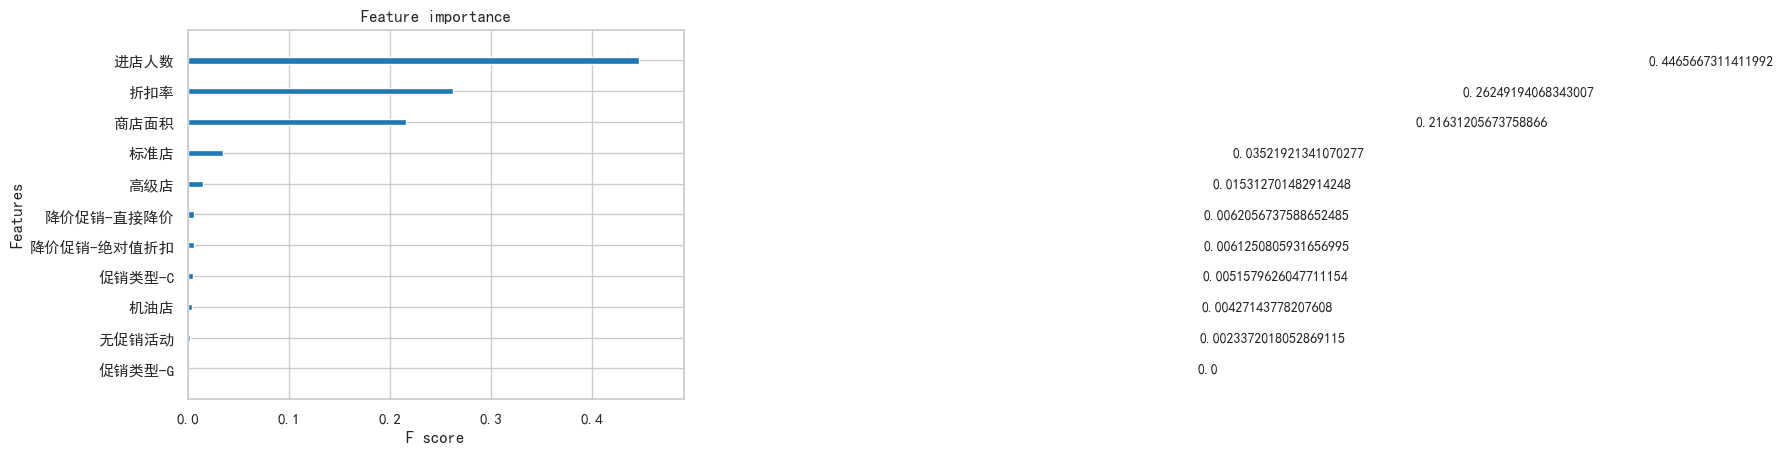 Feature importance
进店人数 0.4465667311411992
折扣率 0.26249194068343007
商店面积 0.21631205673758866
标准店 0.03521921341070277
高级店 0.015312701482914248
降价促销-直接降价 0.0062056737588652485
降价促销-绝对值折扣 0.0061250805931656995
促销类型-C 0.0051579626047711154
机油店 0.00427143778207608
无促销活动 0.0023372018052869115
促销类型-G 0.0
Features
0.0 0.1 0.2 0.3 0.4
F score